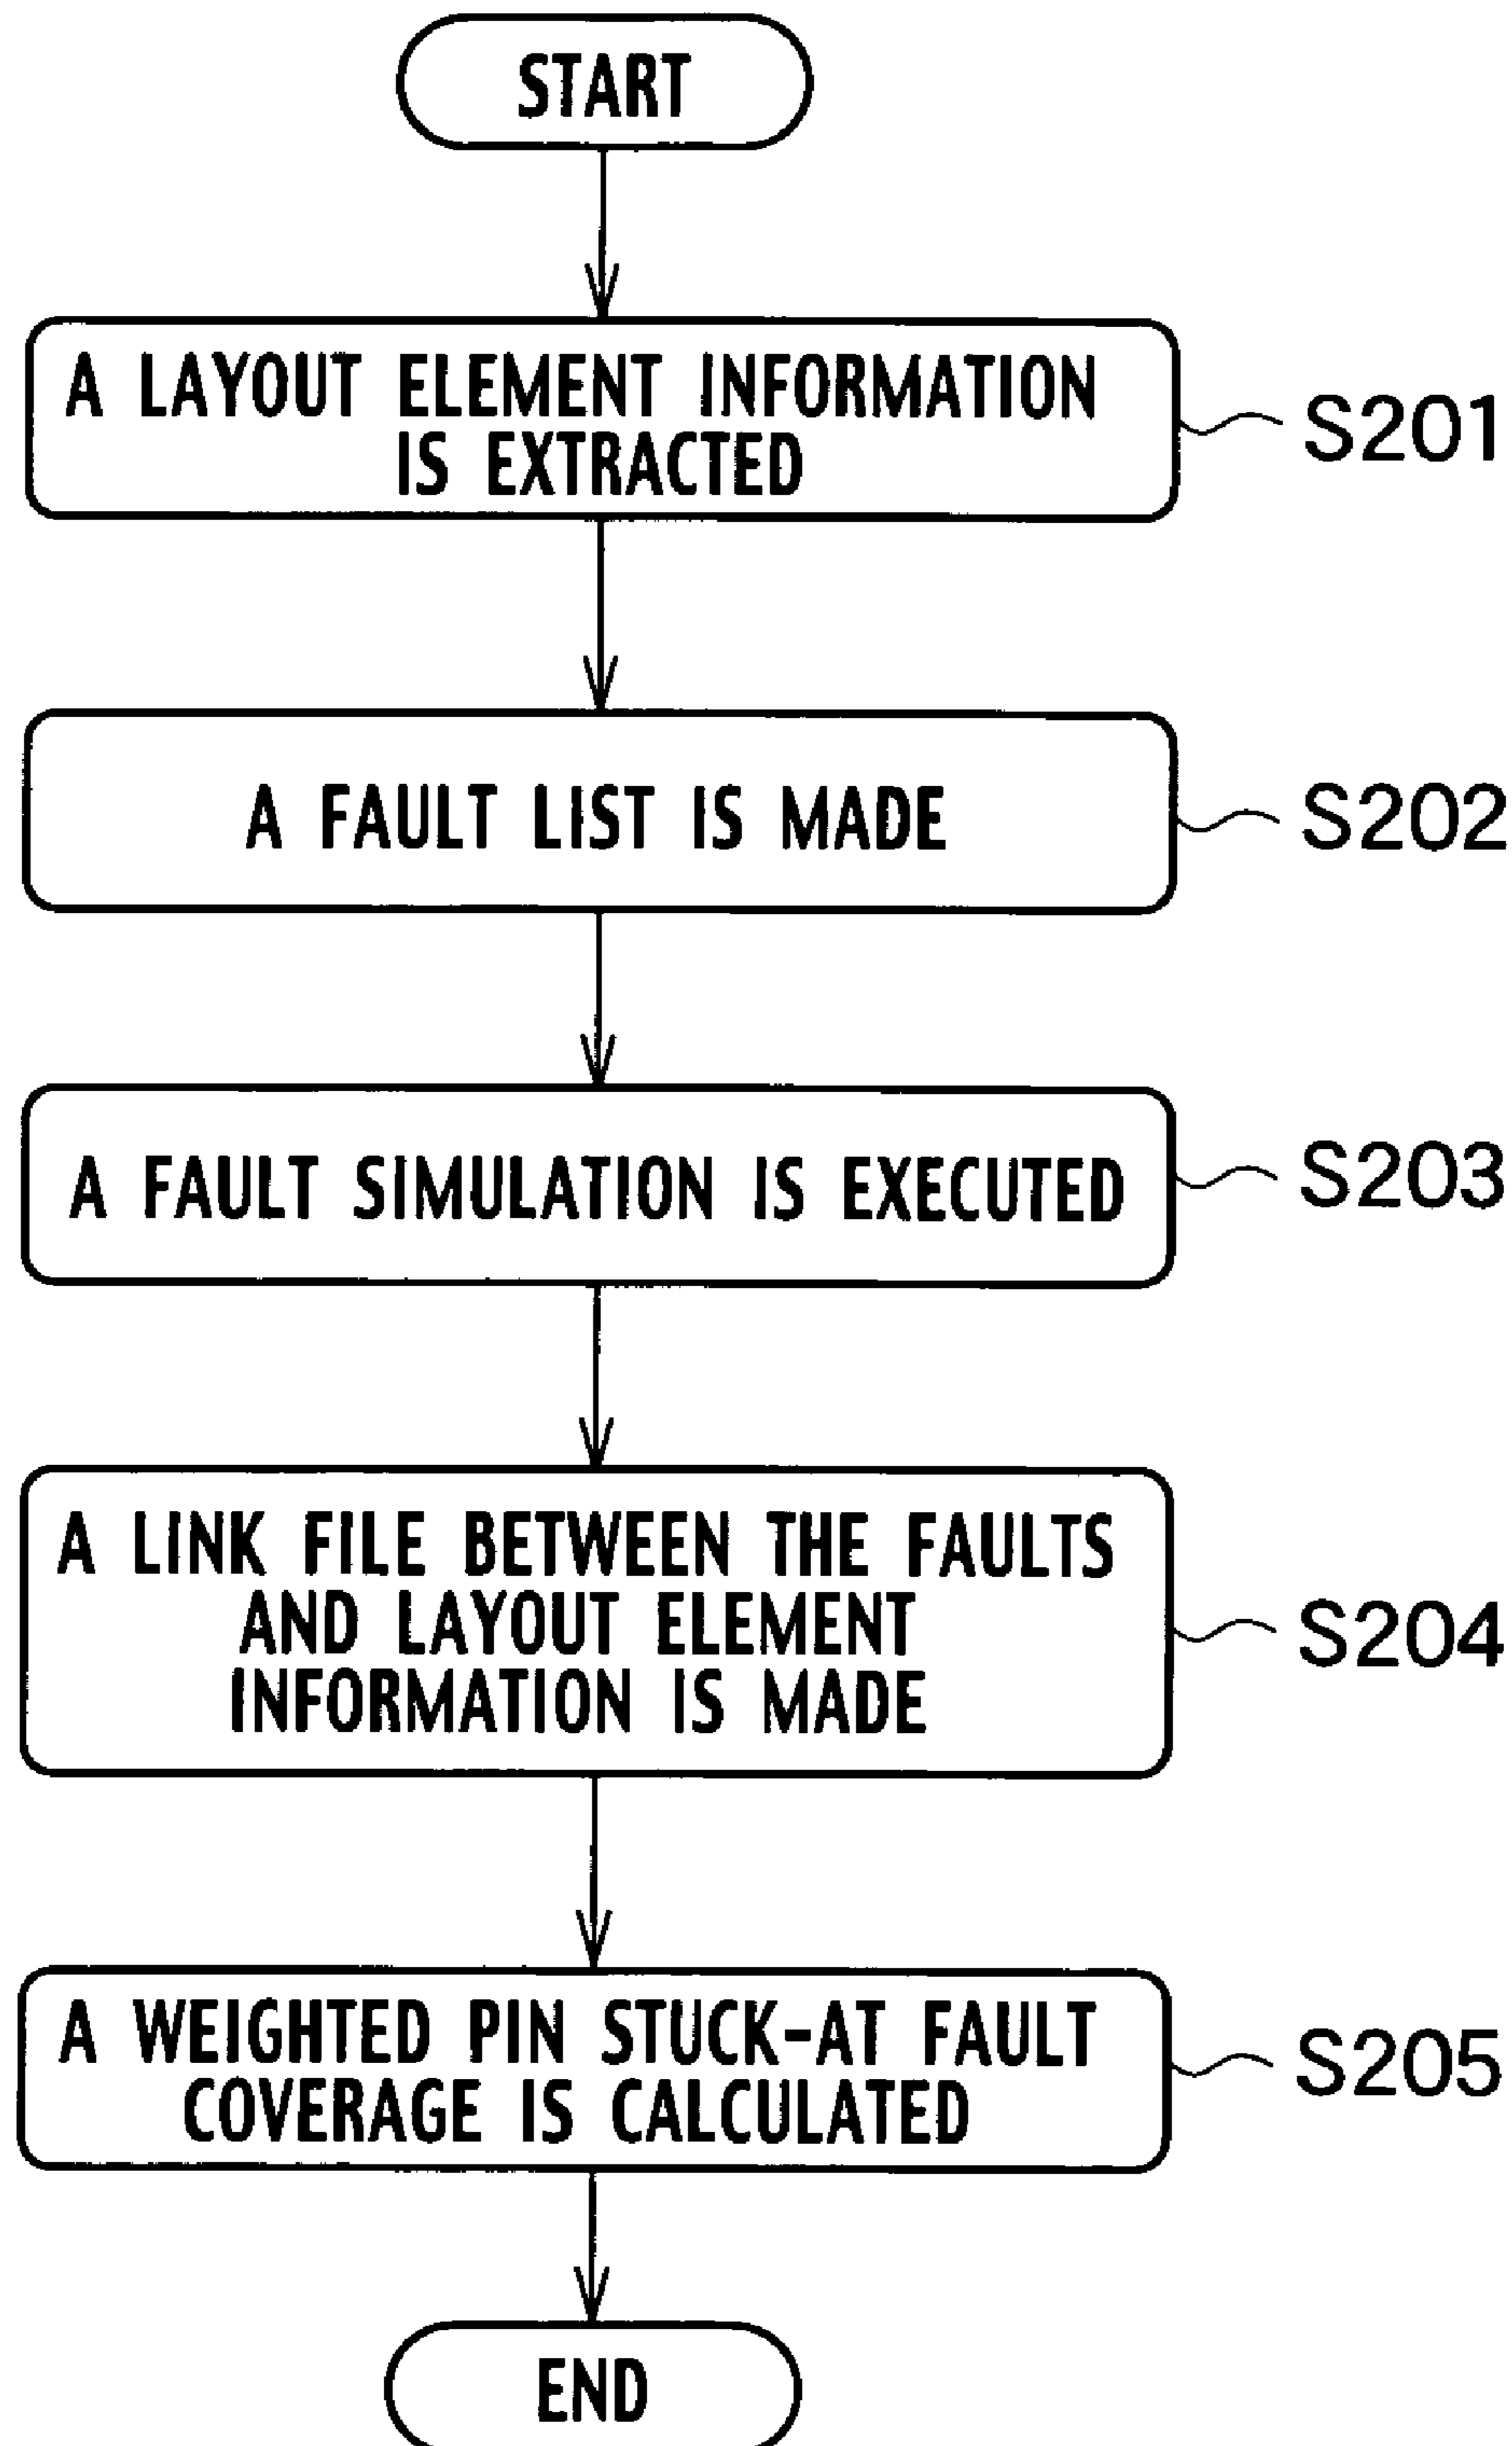 START
A LAYOUT ELEMENT INFORMATION
IS EXTRACTED
S201
A FAULT LIST IS MADE
S202
A FAULT SIMULATION IS EXECUTED
S203
A LINK FILE BETWEEN THE FAULTS
AND LAYOUT ELEMENT
INFORMATION IS MADE
S204
A WEIGHTED PIN STUCK-AT FAULT
COVERAGE IS CALCULATED
S205
END